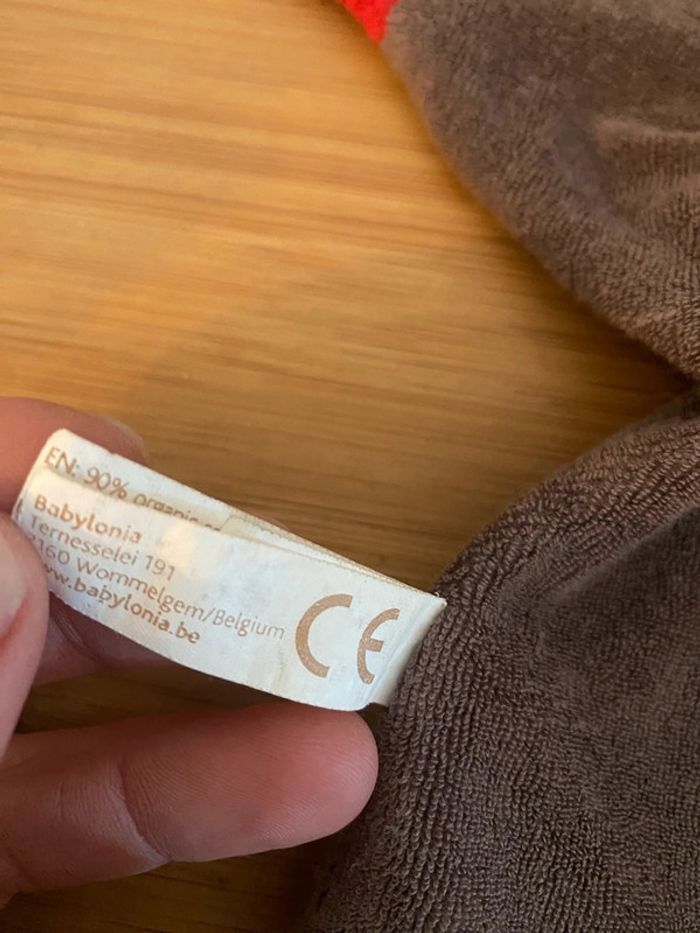 EN: 90% organic
Babylonia
Ternesselei 191
2160 Wommelgem/Belgium
www.babylonia.be
CE